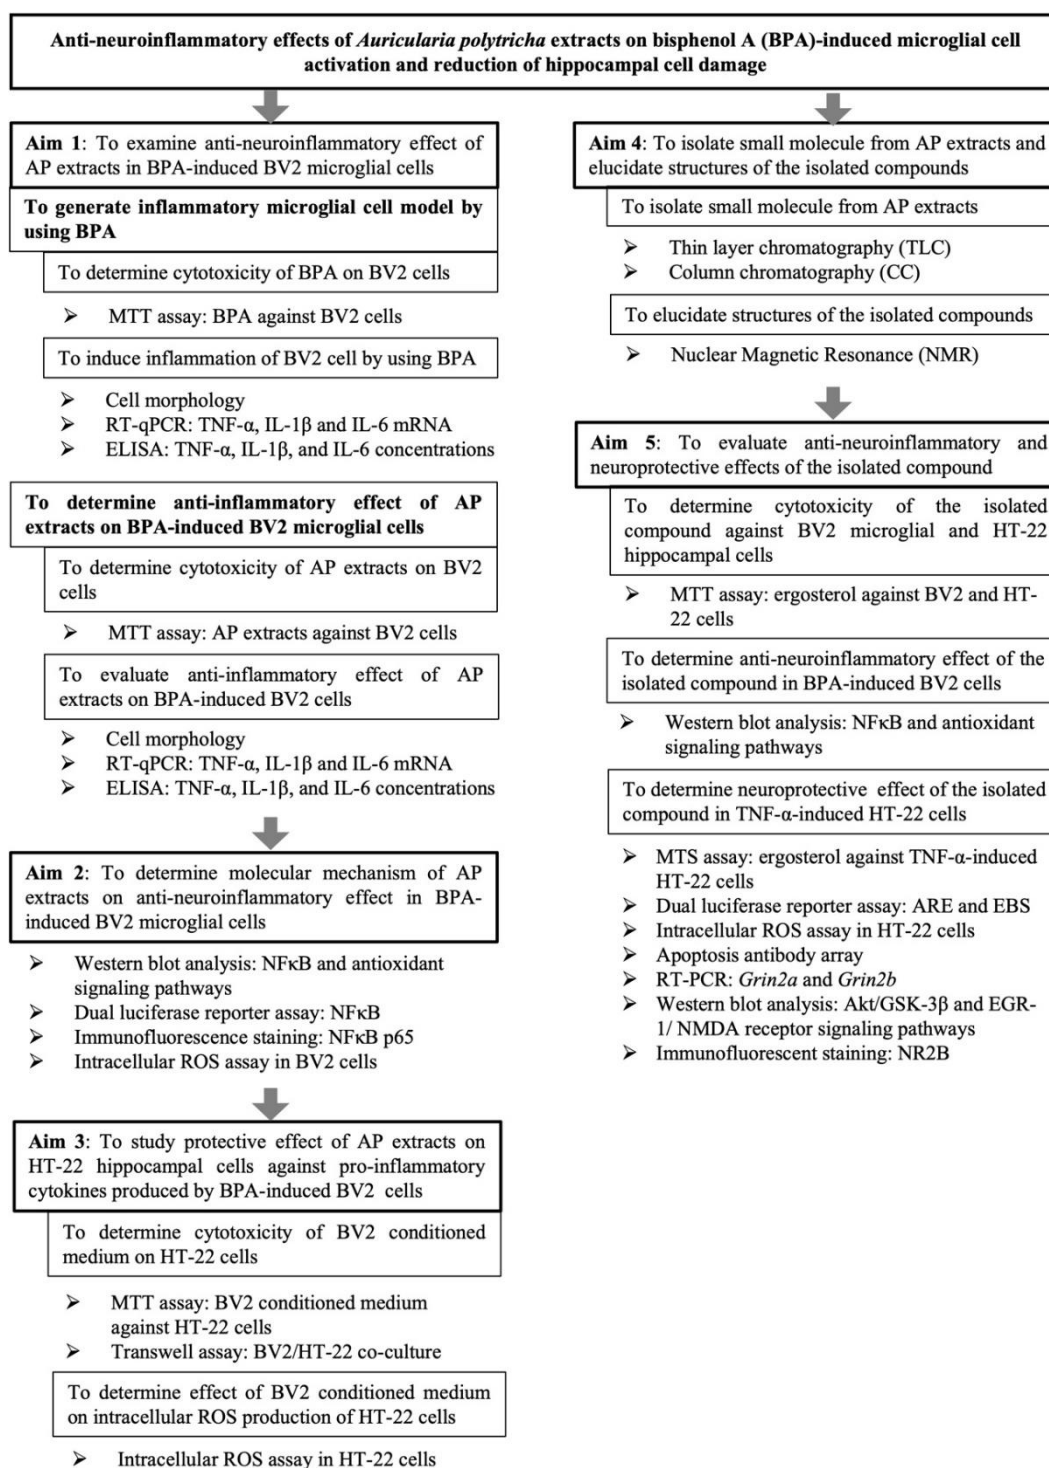 Anti-neuroinflammatory effects of Auricularia polytricha extracts on bisphenol A (BPA)-induced microglial cell
activation and reduction of hippocampal cell damage
Aim 1: To examine anti-neuroinflammatory effect of
AP extracts in BPA-induced BV2 microglial cells
To generate inflammatory microglial cell model by
using BPA
To determine cytotoxicity of BPA on BV2 cells
➢ MTT assay: BPA against BV2 cells
To induce inflammation of BV2 cell by using BPA
➢ Cell morphology
➢ RT-qPCR: TNF-α, IL-1β and IL-6 mRNA
➢ ELISA: TNF-α, IL-1β, and IL-6 concentrations
To determine anti-inflammatory effect of AP
extracts on BPA-induced BV2 microglial cells
To determine cytotoxicity of AP extracts on BV2
cells
➢ MTT assay: AP extracts against BV2 cells
To evaluate anti-inflammatory effect of AP
extracts on BPA-induced BV2 cells
➢ Cell morphology
➢ RT-qPCR: TNF-α, IL-1β and IL-6 mRNA
➢ ELISA: TNF-α, IL-1β, and IL-6 concentrations
Aim 2: To determine molecular mechanism of AP
extracts on anti-neuroinflammatory effect in BPA-
induced BV2 microglial cells
➢ Western blot analysis: NFκB and antioxidant
signaling pathways
➢ Dual luciferase reporter assay: NFκB
➢ Immunofluorescence staining: NFκB p65
➢ Intracellular ROS assay in BV2 cells
Aim 3: To study protective effect of AP extracts on
HT-22 hippocampal cells against pro-inflammatory
cytokines produced by BPA-induced BV2 cells
To determine cytotoxicity of BV2 conditioned
medium on HT-22 cells
➢ MTT assay: BV2 conditioned medium
against HT-22 cells
➢ Transwell assay: BV2/HT-22 co-culture
To determine effect of BV2 conditioned medium
on intracellular ROS production of HT-22 cells
➢ Intracellular ROS assay in HT-22 cells
Aim 4: To isolate small molecule from AP extracts and
elucidate structures of the isolated compounds
To isolate small molecule from AP extracts
➢ Thin layer chromatography (TLC)
➢ Column chromatography (CC)
To elucidate structures of the isolated compounds
➢ Nuclear Magnetic Resonance (NMR)
Aim 5: To evaluate anti-neuroinflammatory and
neuroprotective effects of the isolated compound
To determine cytotoxicity of the isolated
compound against BV2 microglial and HT-22
hippocampal cells
➢ MTT assay: ergosterol against BV2 and HT-
22 cells
To determine anti-neuroinflammatory effect of the
isolated compound in BPA-induced BV2 cells
➢ Western blot analysis: NFκB and antioxidant
signaling pathways
To determine neuroprotective effect of the isolated
compound in TNF-α-induced HT-22 cells
➢ MTS assay: ergosterol against TNF-α-induced
HT-22 cells
➢ Dual luciferase reporter assay: ARE and EBS
➢ Intracellular ROS assay in HT-22 cells
➢ Apoptosis antibody array
➢ RT-PCR: Grin2a and Grin2b
➢ Western blot analysis: Akt/GSK-3β and EGR-
1/ NMDA receptor signaling pathways
➢ Immunofluorescent staining: NR2B